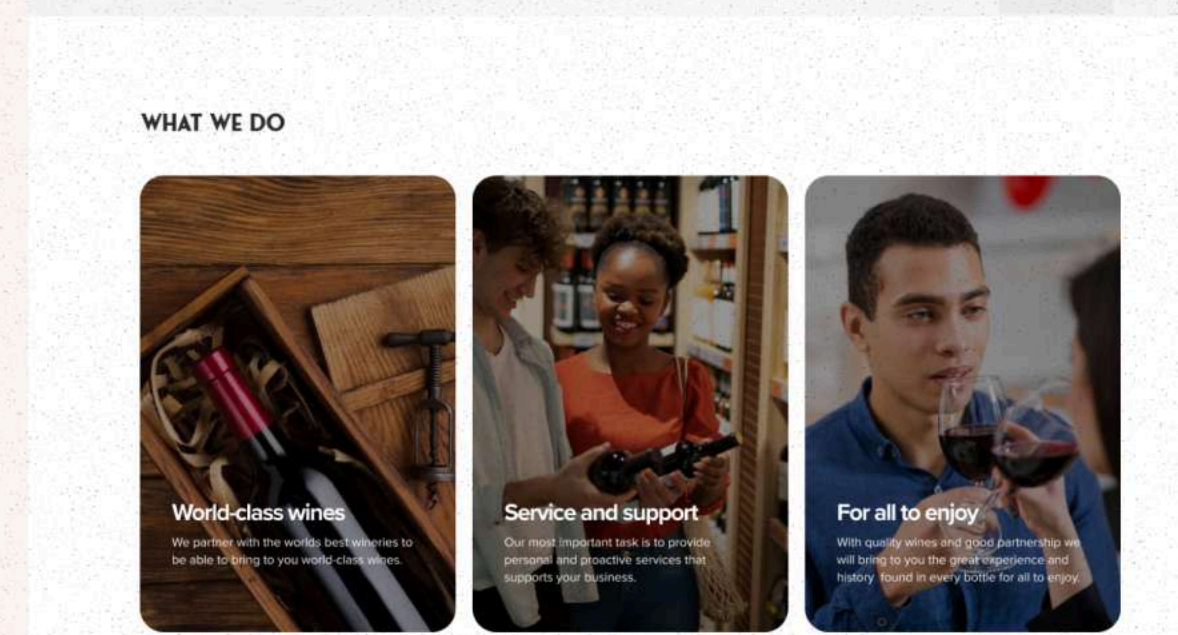 WHAT WE DO
World-class wines
We partner with the worlds best wineries to
be able to bring to you world-class wines.
Service and support
Our most important task is to provide
personal and proactive services that
supports your business.
For all to enjoy
With quality wines and good partnership we
will bring to you the great experience and
history found in every bottle for all to enjoy.